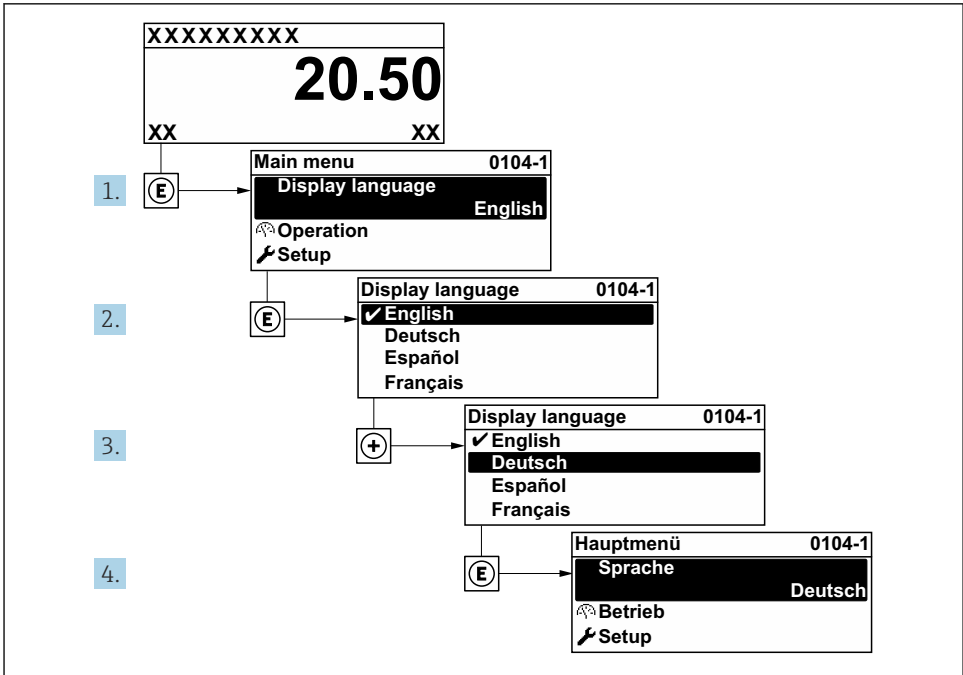 XXXXXXXXX
20.50
XX XX
1. E
Main menu 0104-1
Display language
English
Operation
Setup
2. E
Display language 0104-1
✔English
Deutsch
Español
Français
3. +
Display language 0104-1
✔English
Deutsch
Español
Français
4. E
Hauptmenü 0104-1
Sprache
Deutsch
Betrieb
Setup